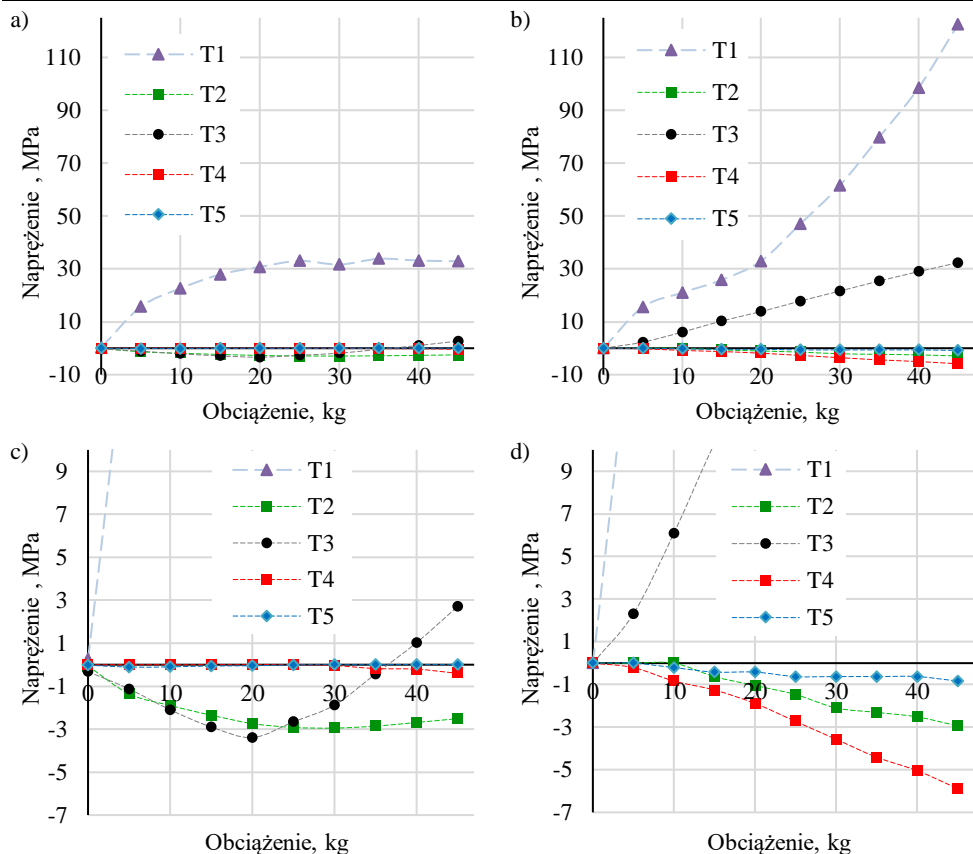 a)
Naprężenie , MPa
110
90
70
50
30
10
-10
T1
T2
T3
T4
T5
0
10
20
30
40
Obciążenie, kg
b)
Naprężenie , MPa
110
90
70
50
30
10
-10
T1
T2
T3
T4
T5
0
10
20
30
40
Obciążenie, kg
c)
Naprężenie , MPa
9
7
5
3
1
-1
-3
-5
-7
T1
T2
T3
T4
T5
0
10
20
30
40
Obciążenie, kg
d)
Naprężenie , MPa
9
7
5
3
1
-1
-3
-5
-7
T1
T2
T3
T4
T5
0
10
20
30
40
Obciążenie, kg